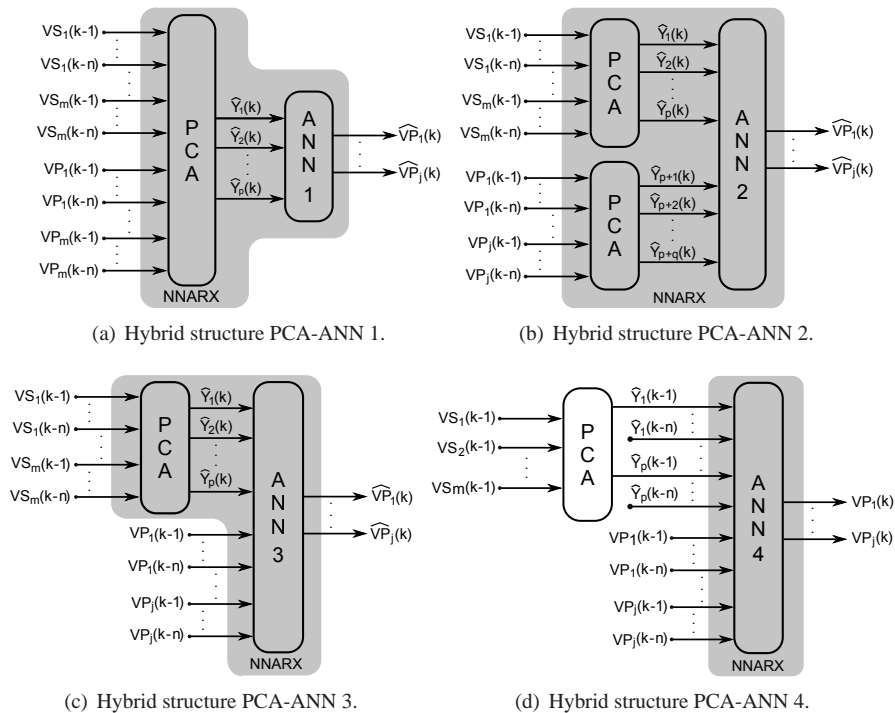 VS₁(k-1)
VS₁(k-n)
VSₘ(k-1)
VSₘ(k-n)
VP₁(k-1)
VP₁(k-n)
VPₘ(k-1)
VPₘ(k-n)
PCA
Ŷ₁(k)
Ŷ₂(k)
Ŷₚ(k)
ANN 1
V̂P₁(k)
V̂Pⱼ(k)
NNARX
(a) Hybrid structure PCA-ANN 1.
VS₁(k-1)
VS₁(k-n)
VSₘ(k-1)
VSₘ(k-n)
PCA
Ŷ₁(k)
Ŷ₂(k)
Ŷₚ(k)
VP₁(k-1)
VP₁(k-n)
VPⱼ(k-1)
VPⱼ(k-n)
PCA
Ŷₚ₊₁(k)
Ŷₚ₊₂(k)
Ŷp+q(k)
ANN 2
V̂P₁(k)
V̂Pⱼ(k)
NNARX
(b) Hybrid structure PCA-ANN 2.
VS₁(k-1)
VS₁(k-n)
VSₘ(k-1)
VSₘ(k-n)
PCA
Ŷ₁(k)
Ŷ₂(k)
Ŷₚ(k)
VP₁(k-1)
VP₁(k-n)
VPⱼ(k-1)
VPⱼ(k-n)
ANN 3
V̂P₁(k)
V̂Pⱼ(k)
NNARX
(c) Hybrid structure PCA-ANN 3.
VS₁(k-1)
VS₂(k-1)
VSm(k-1)
PCA
Ŷ₁(k-1)
Ŷ₁(k-n)
Ŷₚ(k-1)
Ŷₚ(k-n)
VP₁(k-1)
VP₁(k-n)
VPⱼ(k-1)
VPⱼ(k-n)
ANN 4
VP₁(k)
VPⱼ(k)
NNARX
(d) Hybrid structure PCA-ANN 4.